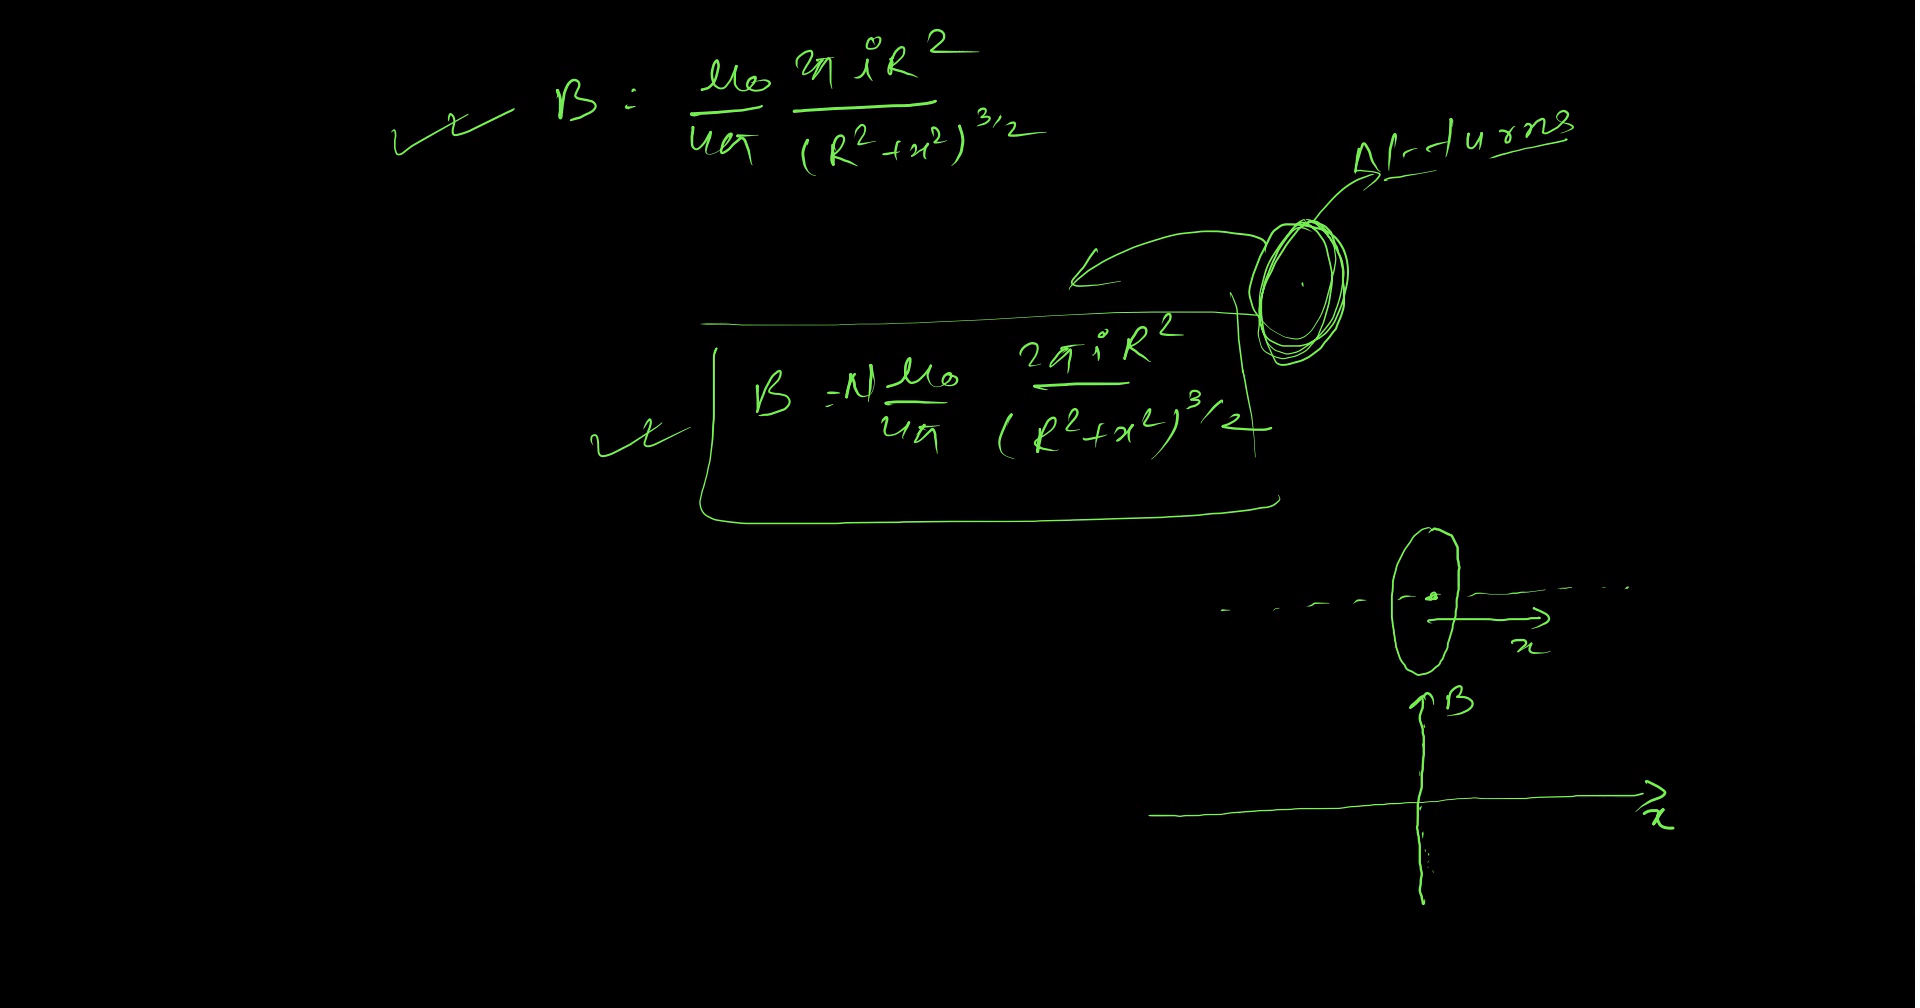 B = μ₀/4π 2πiR²/(R²+x²)^3/2
N-turns
B = N μ₀/4π 2πiR²/(R²+x²)^3/2
x
B
x